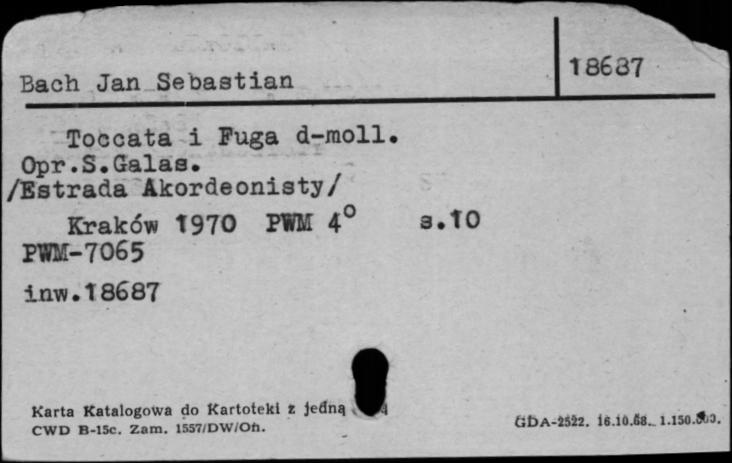 Bach Jan Sebastian 18687
Toccata i Fuga d-moll.
Opr.S.Galas.
/Estrada Akordeonisty/
Kraków 1970 PWM 4° s.10
PWM-7065
inw.18687
Karta Katalogowa do Kartoteki z jedną
CWD B-15c. Zam. 1557/DW/Oh. GDA-2522. 16.10.68.